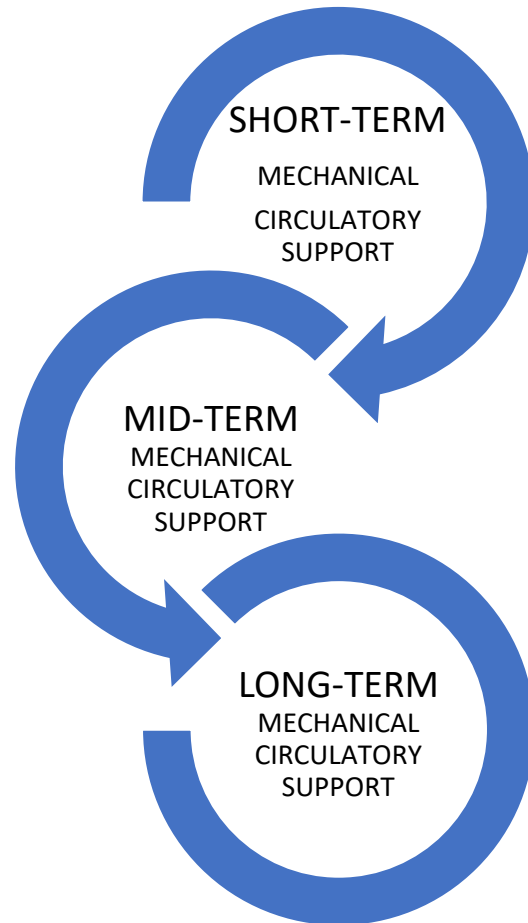 SHORT-TERM
MECHANICAL
CIRCULATORY
SUPPORT
MID-TERM
MECHANICAL
CIRCULATORY
SUPPORT
LONG-TERM
MECHANICAL
CIRCULATORY
SUPPORT